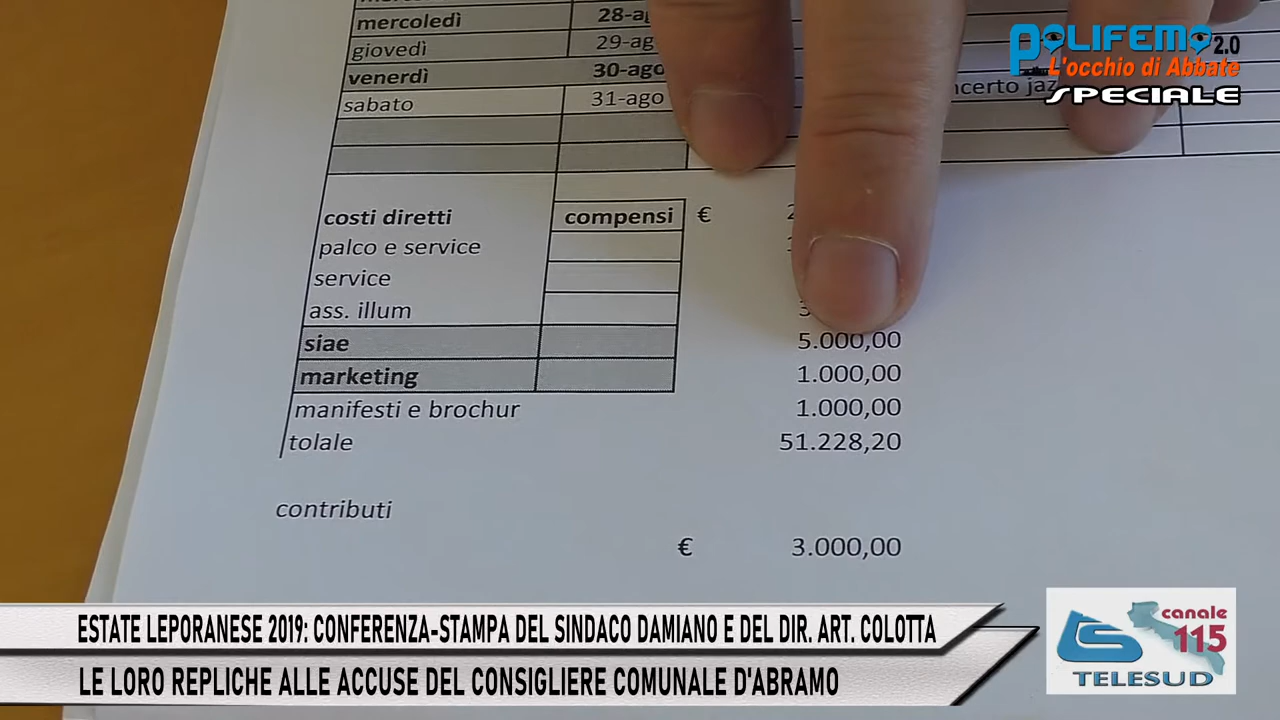 mercoledì 28-ag
giovedì 29-ag
venerdì 30-ago
sabato 31-ago ncerto jaz
costi diretti compensi € 2
palco e service
service
ass. illum 3
siae 5.000,00
marketing 1.000,00
manifesti e brochur 1.000,00
tolale 51.228,20
contributi
€ 3.000,00
POLIFEMO 2.0
L'occhio di Abbate
SPECIALE
ESTATE LEPORANESE 2019: CONFERENZA-STAMPA DEL SINDACO DAMIANO E DEL DIR. ART. COLOTTA
LE LORO REPLICHE ALLE ACCUSE DEL CONSIGLIERE COMUNALE D'ABRAMO
canale
115
TELESUD